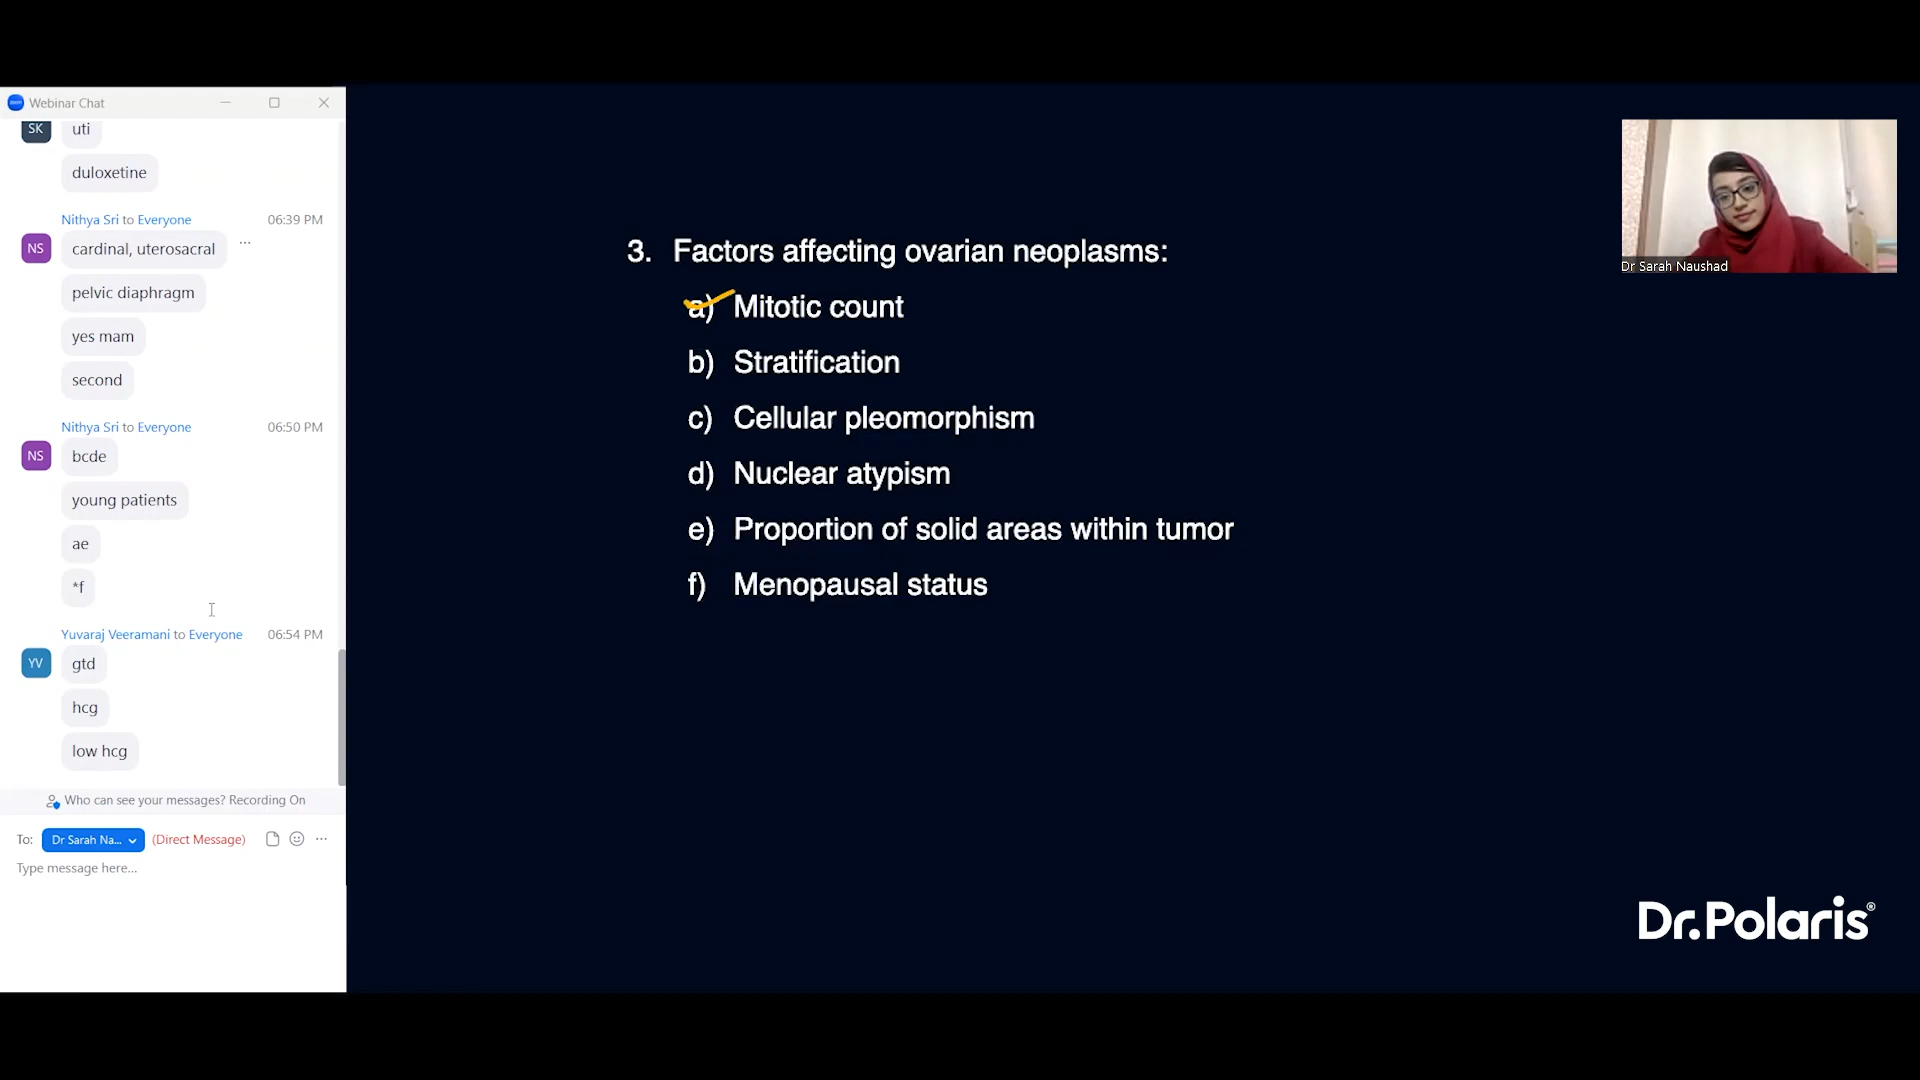 Webinar Chat
SK
uti
duloxetine
Nithya Sri to Everyone 06:39 PM
NS
cardinal, uterosacral
pelvic diaphragm
yes mam
second
Nithya Sri to Everyone 06:50 PM
NS
bcde
young patients
ae
*f
Yuvaraj Veeramani to Everyone 06:54 PM
YV
gtd
hcg
low hcg
Who can see your messages? Recording On
To: Dr Sarah Na... (Direct Message)
Type message here...
3. Factors affecting ovarian neoplasms:
a) Mitotic count
b) Stratification
c) Cellular pleomorphism
d) Nuclear atypism
e) Proportion of solid areas within tumor
f) Menopausal status
Dr Sarah Naushad
Dr.Polaris®